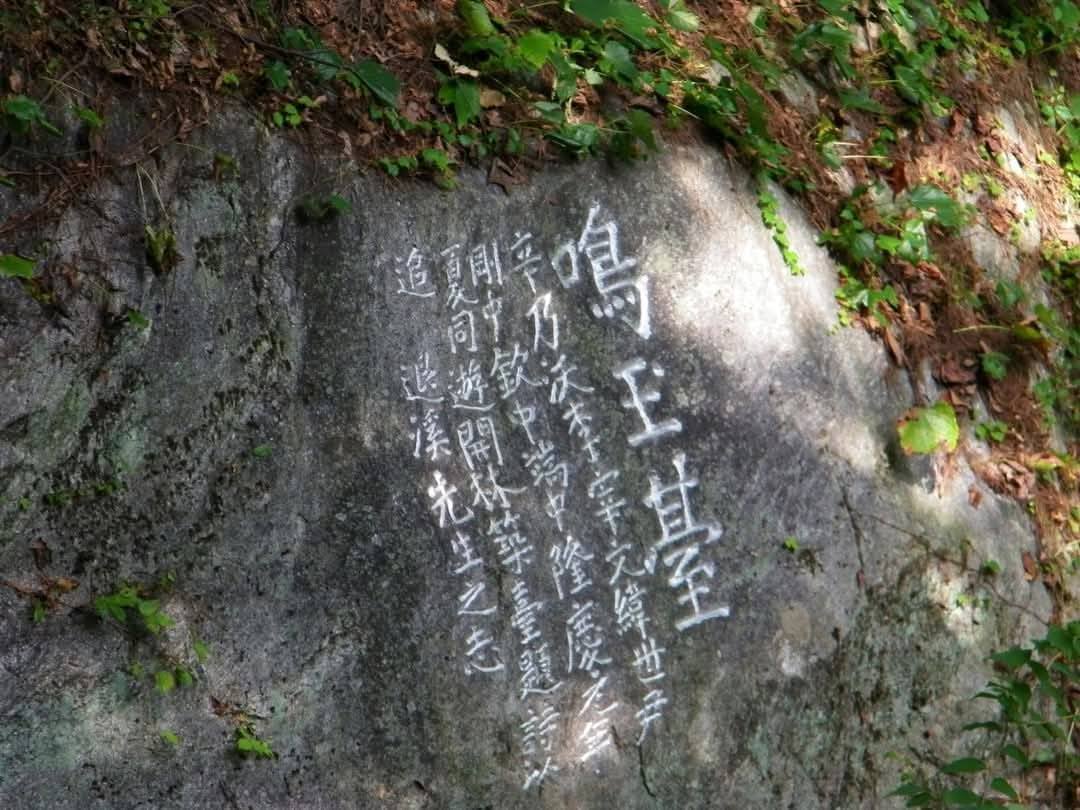 鳴玉臺
辛乃沃李宰文緯世尹
剛中欽中端中隆慶元年
夏同遊開林築臺題詩以
追 退溪先生之志